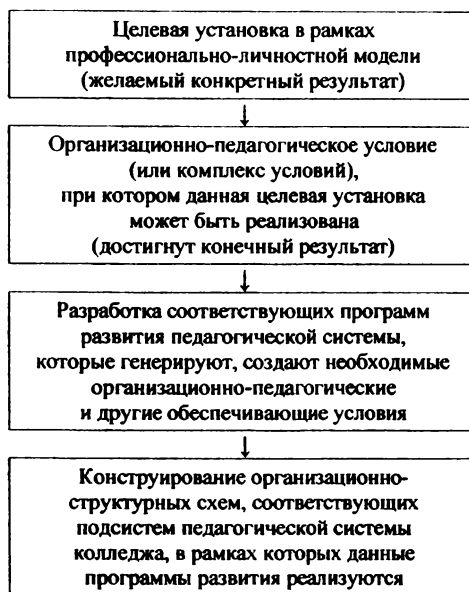 Целевая установка в рамках
профессионально-личностной модели
(желаемый конкретный результат)
Организационно-педагогическое условие
(или комплекс условий),
при котором данная целевая установка
может быть реализована
(достигнут конечный результат)
Разработка соответствующих программ
развития педагогической системы,
которые генерируют, создают необходимые
организационно-педагогические
и другие обеспечивающие условия
Конструирование организационно-
структурных схем, соответствующих
подсистем педагогической системы
колледжа, в рамках которых данные
программы развития реализуются